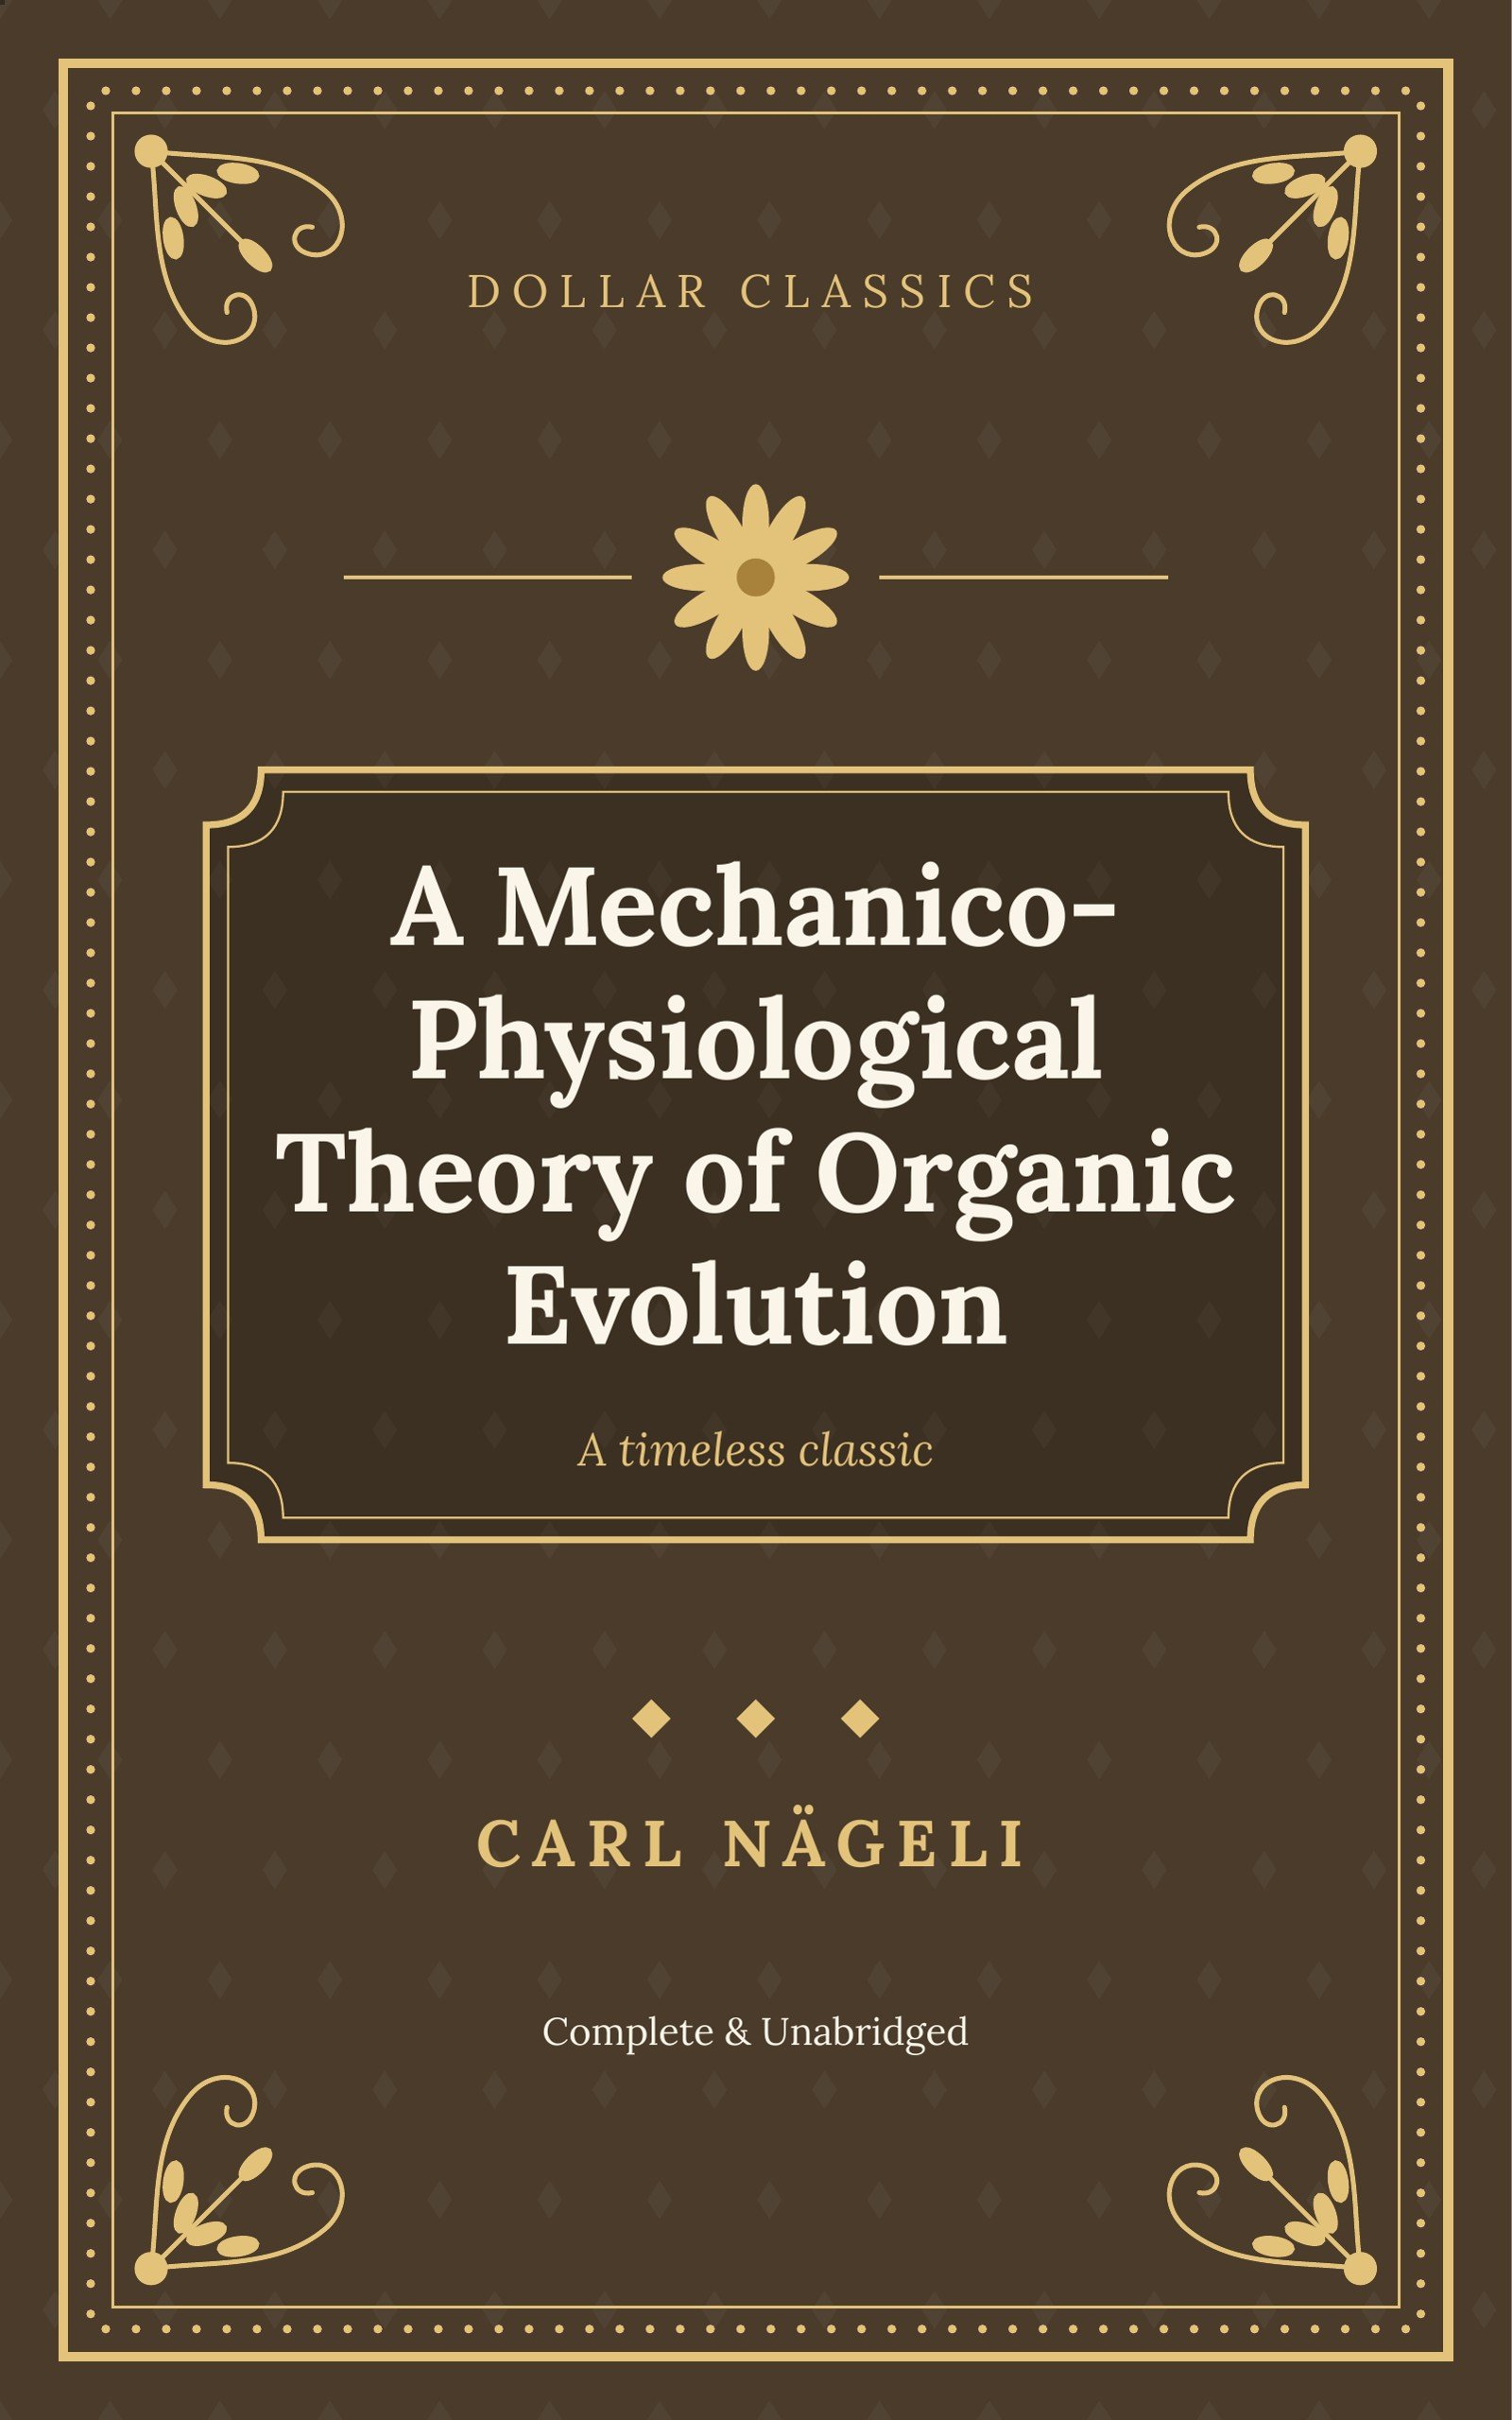 DOLLAR CLASSICS
A Mechanico-
Physiological
Theory of Organic
Evolution
A timeless classic
CARL NÄGELI
Complete & Unabridged